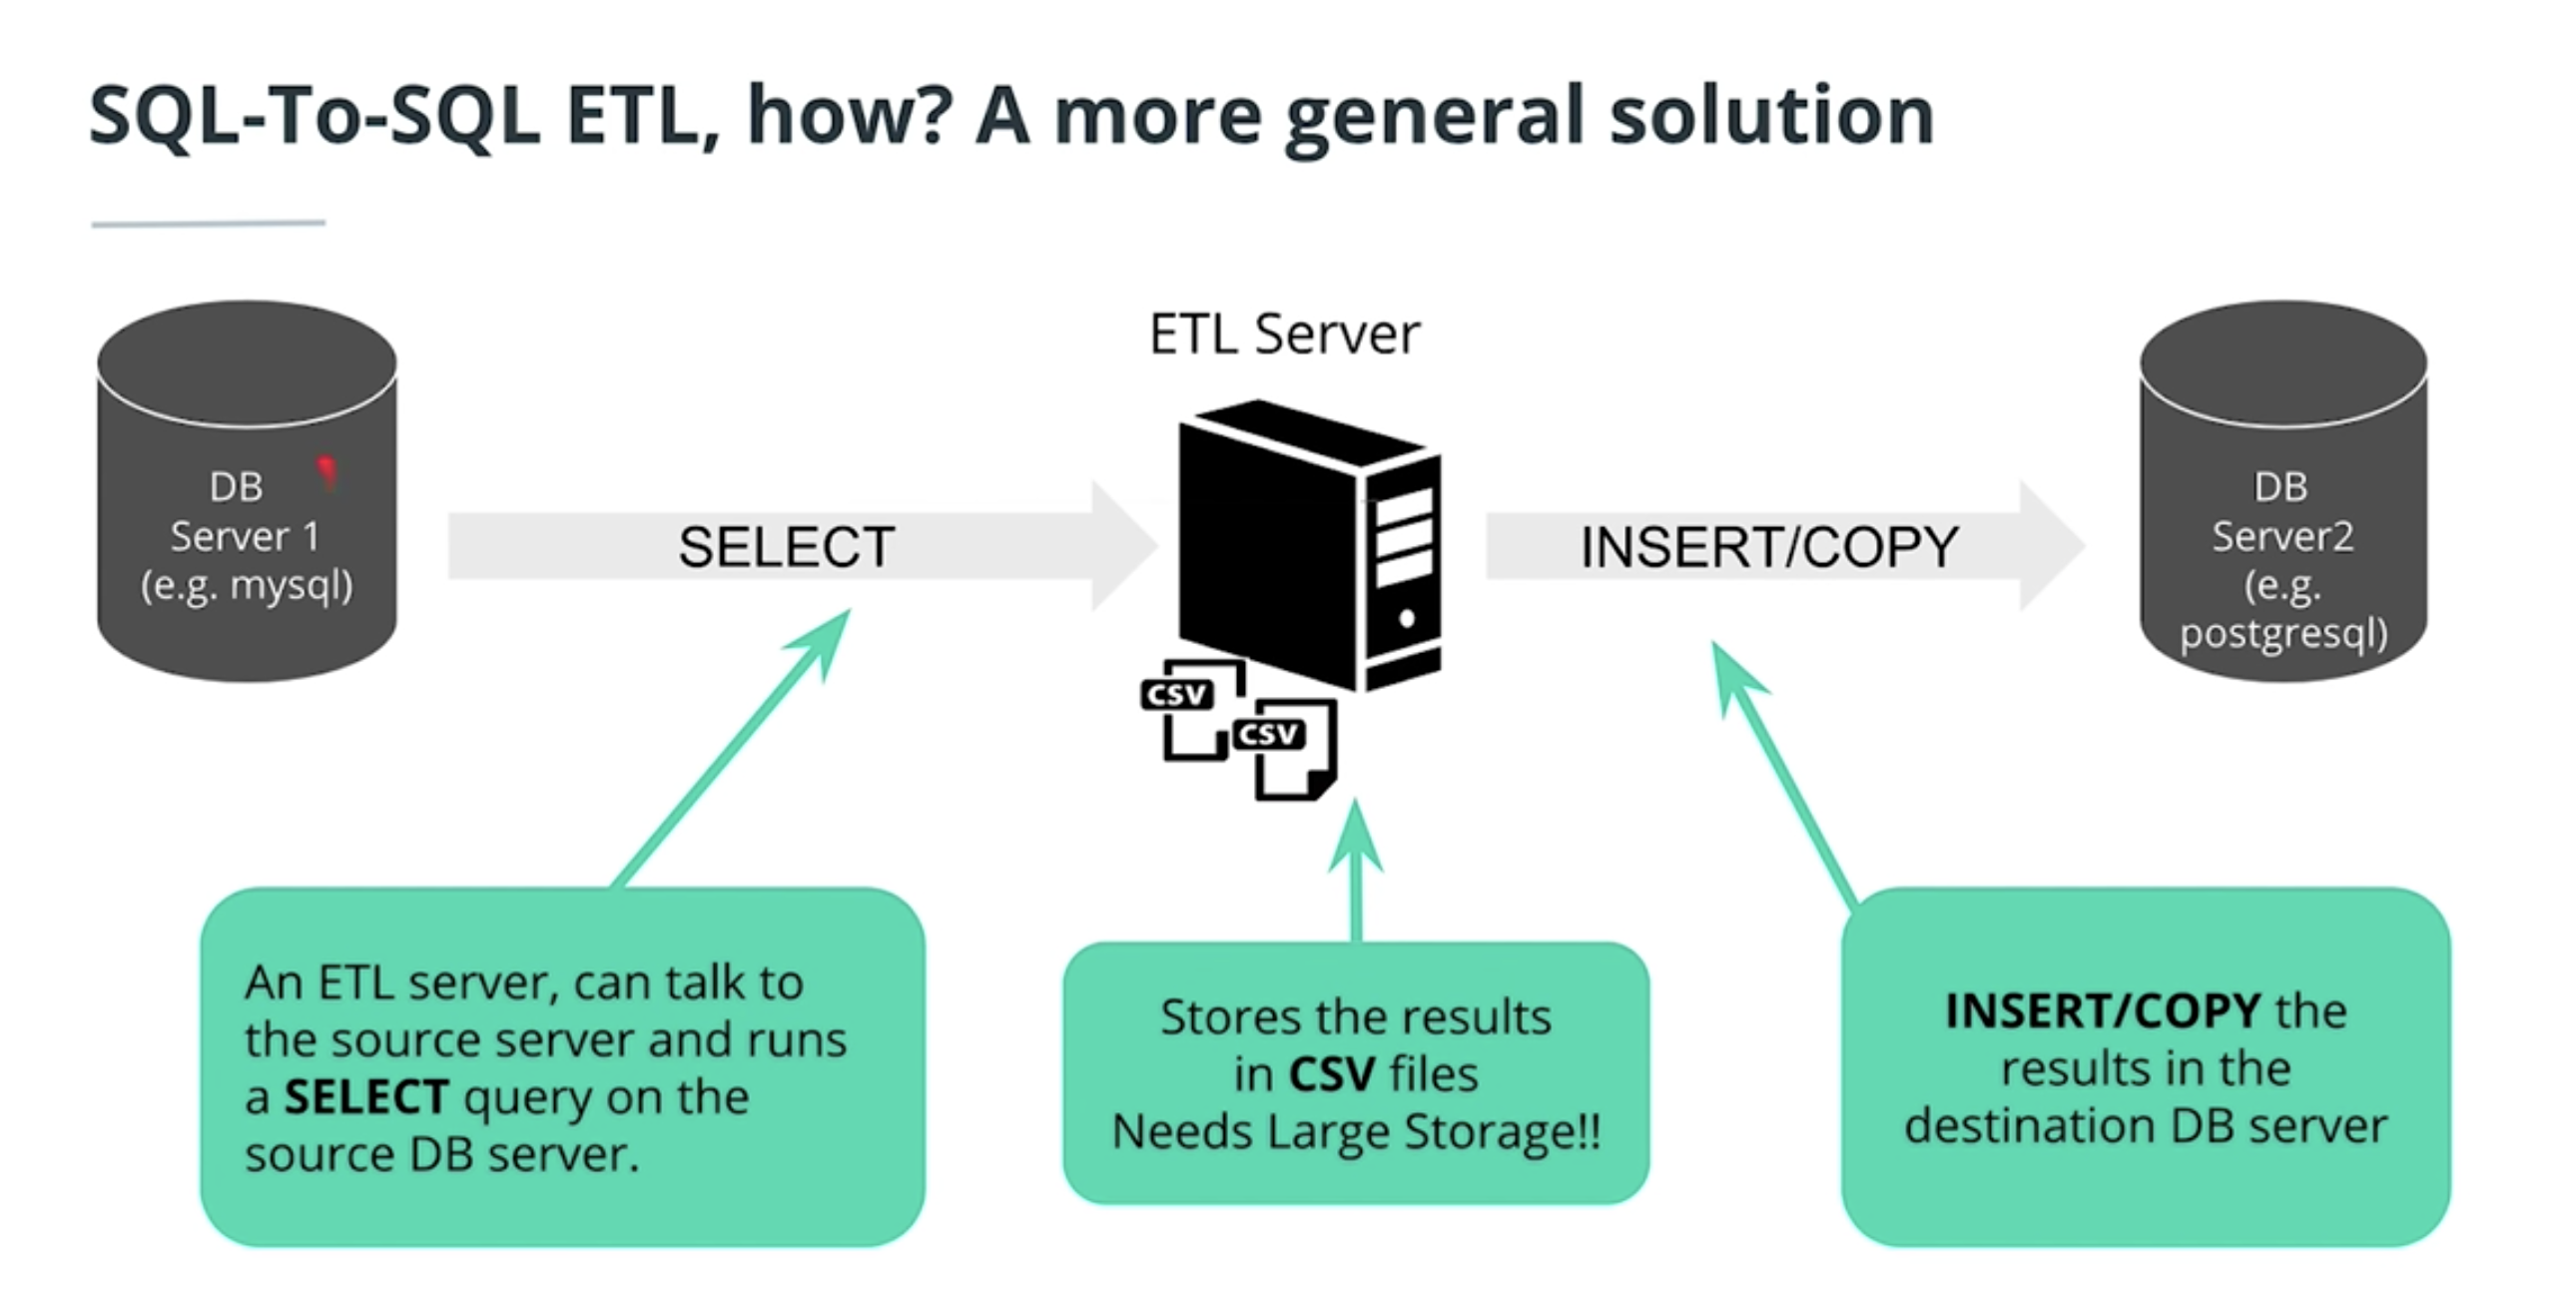 SQL-To-SQL ETL, how? A more general solution
ETL Server
DB
Server 1
(e.g. mysql)
SELECT
INSERT/COPY
DB
Server2
(e.g.
postgresql)
CSV
CSV
An ETL server, can talk to
the source server and runs
a SELECT query on the
source DB server.
Stores the results
in CSV files
Needs Large Storage!!
INSERT/COPY the
results in the
destination DB server